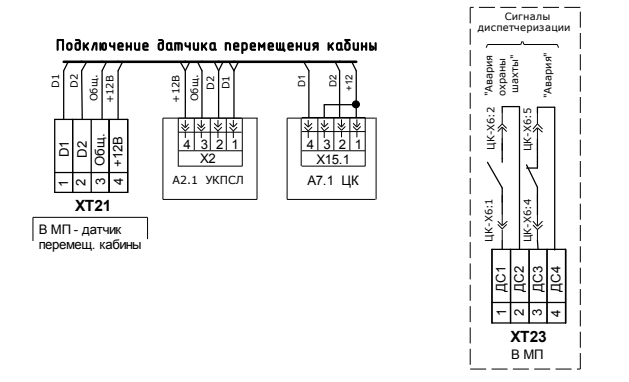 Подключение датчика перемещения кабины
D1
D2
Общ.
+12В
+12В
Общ.
D2
D1
D1
D2
+12
D1
D2
Общ.
+12В
1
2
3
4
XT21
В МП - датчик
перемещ. кабины
4 3 2 1
X2
А2.1 УКПСЛ
4 3 2 1
X15.1
А7.1 ЦК
Сигналы
диспетчеризации
"Авария
охраны
шахты"
"Авария"
ЦК-X6:2
ЦК-X6:5
ЦК-X6:1
ЦК-X6:4
ДС1
ДС2
ДС3
ДС4
1
2
3
4
XT23
В МП